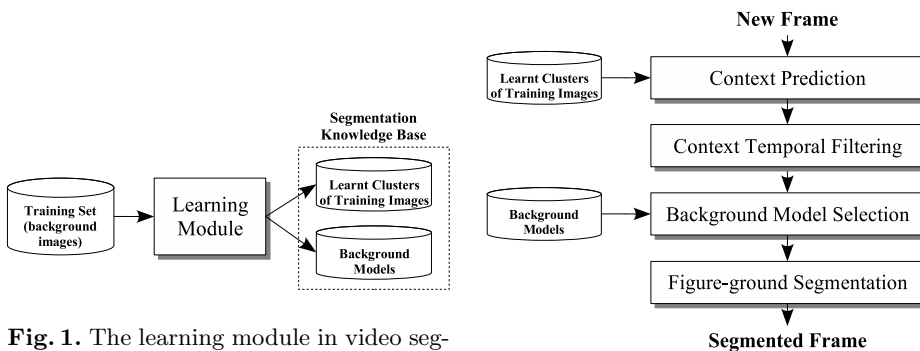 Training Set
(background
images)
Learning
Module
Segmentation
Knowledge Base
Learnt Clusters
of Training Images
Background
Models
Fig. 1. The learning module in video seg-
New Frame
Learnt Clusters
of Training Images
Context Prediction
Context Temporal Filtering
Background
Models
Background Model Selection
Figure-ground Segmentation
Segmented Frame